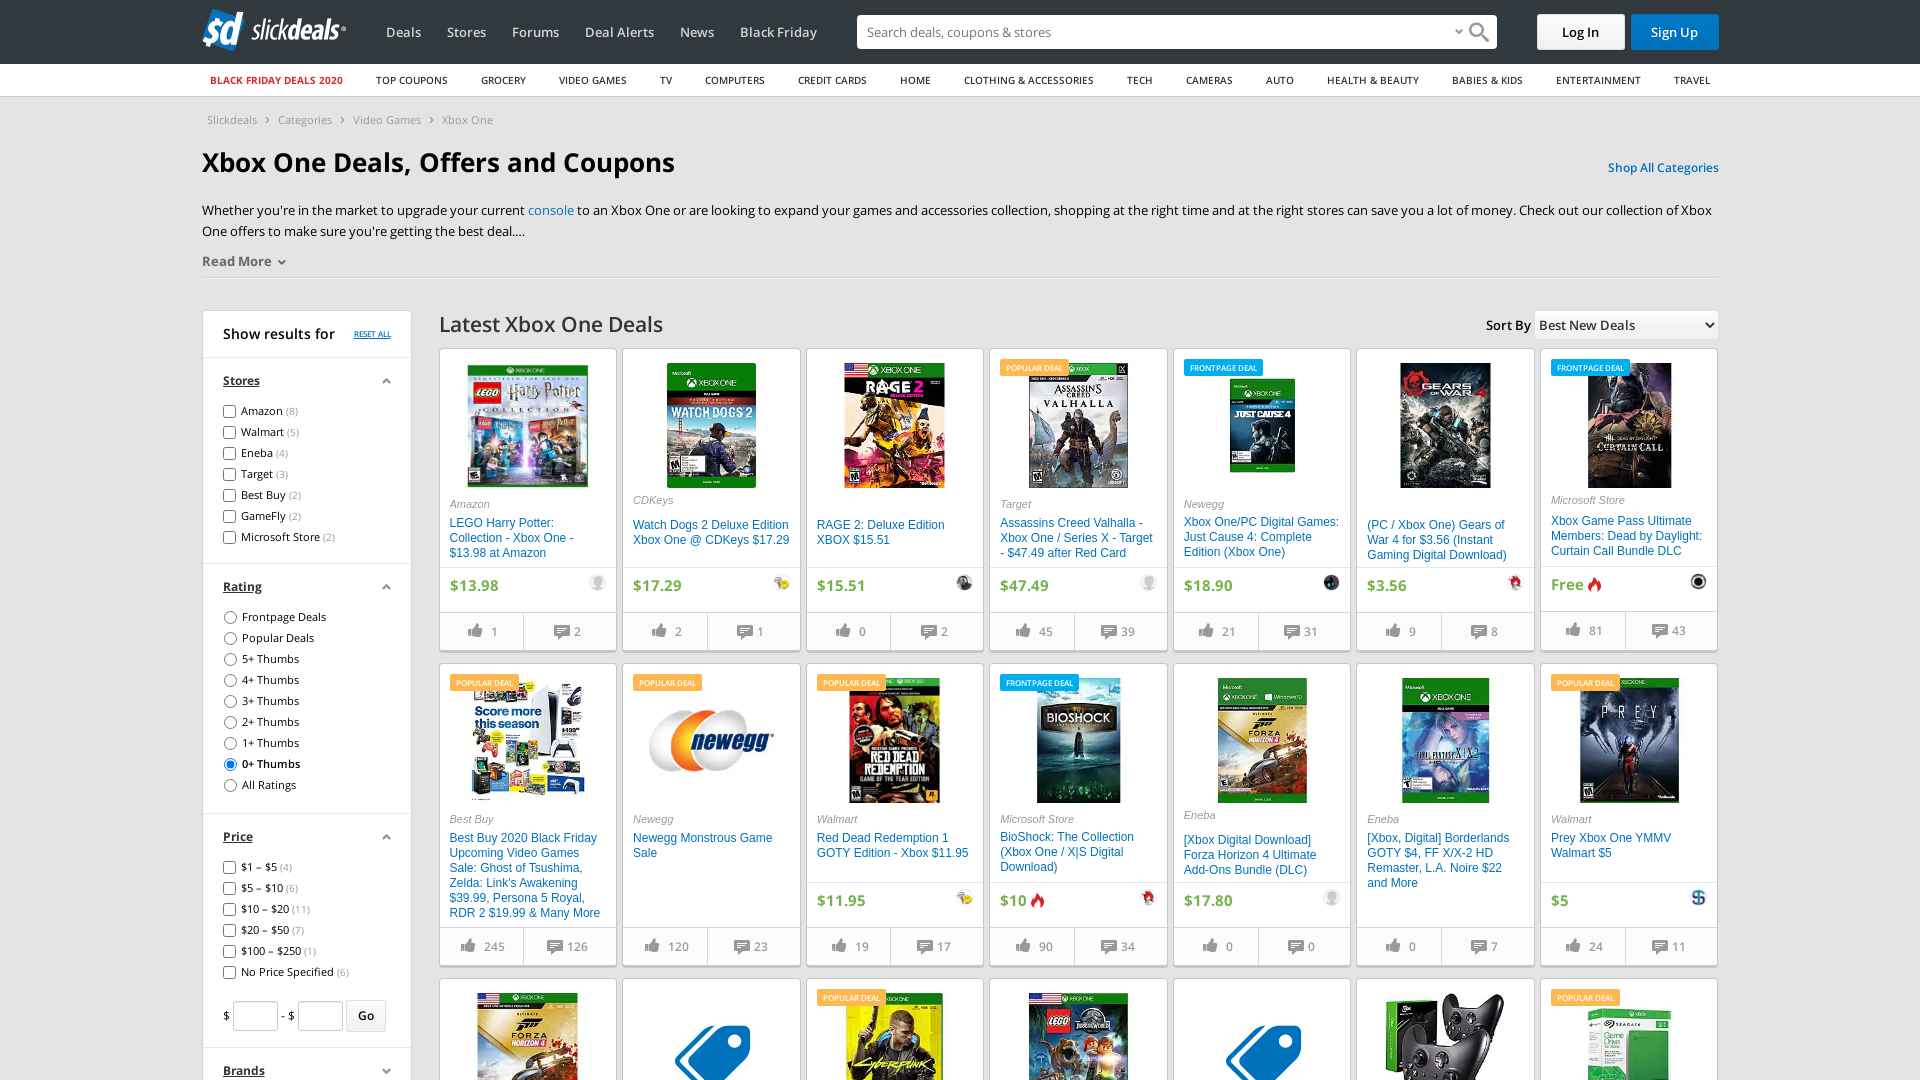 slickdeals
Deals
Stores
Forums
Deal Alerts
News
Black Friday
Search deals, coupons & stores
Log In
Sign Up
BLACK FRIDAY DEALS 2020
TOP COUPONS
GROCERY
VIDEO GAMES
TV
COMPUTERS
CREDIT CARDS
HOME
CLOTHING & ACCESSORIES
TECH
CAMERAS
AUTO
HEALTH & BEAUTY
BABIES & KIDS
ENTERTAINMENT
TRAVEL
Slickdeals > Categories > Video Games > Xbox One
Xbox One Deals, Offers and Coupons
Shop All Categories
Whether you're in the market to upgrade your current console to an Xbox One or are looking to expand your games and accessories collection, shopping at the right time and at the right stores can save you a lot of money. Check out our collection of Xbox
One offers to make sure you're getting the best deal.…
Read More
Show results for
RESET ALL
Stores
Amazon (8)
Walmart (5)
Eneba (4)
Target (3)
Best Buy (2)
GameFly (2)
Microsoft Store (2)
Rating
Frontpage Deals
Popular Deals
5+ Thumbs
4+ Thumbs
3+ Thumbs
2+ Thumbs
1+ Thumbs
0+ Thumbs
All Ratings
Price
$1 – $5 (4)
$5 – $10 (6)
$10 – $20 (11)
$20 – $50 (7)
$100 – $250 (1)
No Price Specified (6)
$ - $ Go
Brands
Latest Xbox One Deals
Sort By Best New Deals
Amazon
LEGO Harry Potter:
Collection - Xbox One -
$13.98 at Amazon
$13.98
1
2
CDKeys
Watch Dogs 2 Deluxe Edition
Xbox One @ CDKeys $17.29
$17.29
2
1
RAGE 2: Deluxe Edition
XBOX $15.51
$15.51
0
2
POPULAR DEAL
Target
Assassins Creed Valhalla -
Xbox One / Series X - Target
- $47.49 after Red Card
$47.49
45
39
FRONTPAGE DEAL
Newegg
Xbox One/PC Digital Games:
Just Cause 4: Complete
Edition (Xbox One)
$18.90
21
31
(PC / Xbox One) Gears of
War 4 for $3.56 (Instant
Gaming Digital Download)
$3.56
9
8
FRONTPAGE DEAL
Microsoft Store
Xbox Game Pass Ultimate
Members: Dead by Daylight:
Curtain Call Bundle DLC
Free
81
43
POPULAR DEAL
Score more
this season
Best Buy
Best Buy 2020 Black Friday
Upcoming Video Games
Sale: Ghost of Tsushima,
Zelda: Link's Awakening
$39.99, Persona 5 Royal,
RDR 2 $19.99 & Many More
245
126
POPULAR DEAL
newegg
Newegg
Newegg Monstrous Game
Sale
120
23
POPULAR DEAL
RED DEAD
REDEMPTION
Walmart
Red Dead Redemption 1
GOTY Edition - Xbox $11.95
$11.95
19
17
FRONTPAGE DEAL
BIOSHOCK
Microsoft Store
BioShock: The Collection
(Xbox One / X|S Digital
Download)
$10
90
34
Eneba
[Xbox Digital Download]
Forza Horizon 4 Ultimate
Add-Ons Bundle (DLC)
$17.80
0
0
Eneba
[Xbox, Digital] Borderlands
GOTY $4, FF X/X-2 HD
Remaster, L.A. Noire $22
and More
0
7
POPULAR DEAL
PREY
Walmart
Prey Xbox One YMMV
Walmart $5
$5
24
11
POPULAR DEAL
POPULAR DEAL